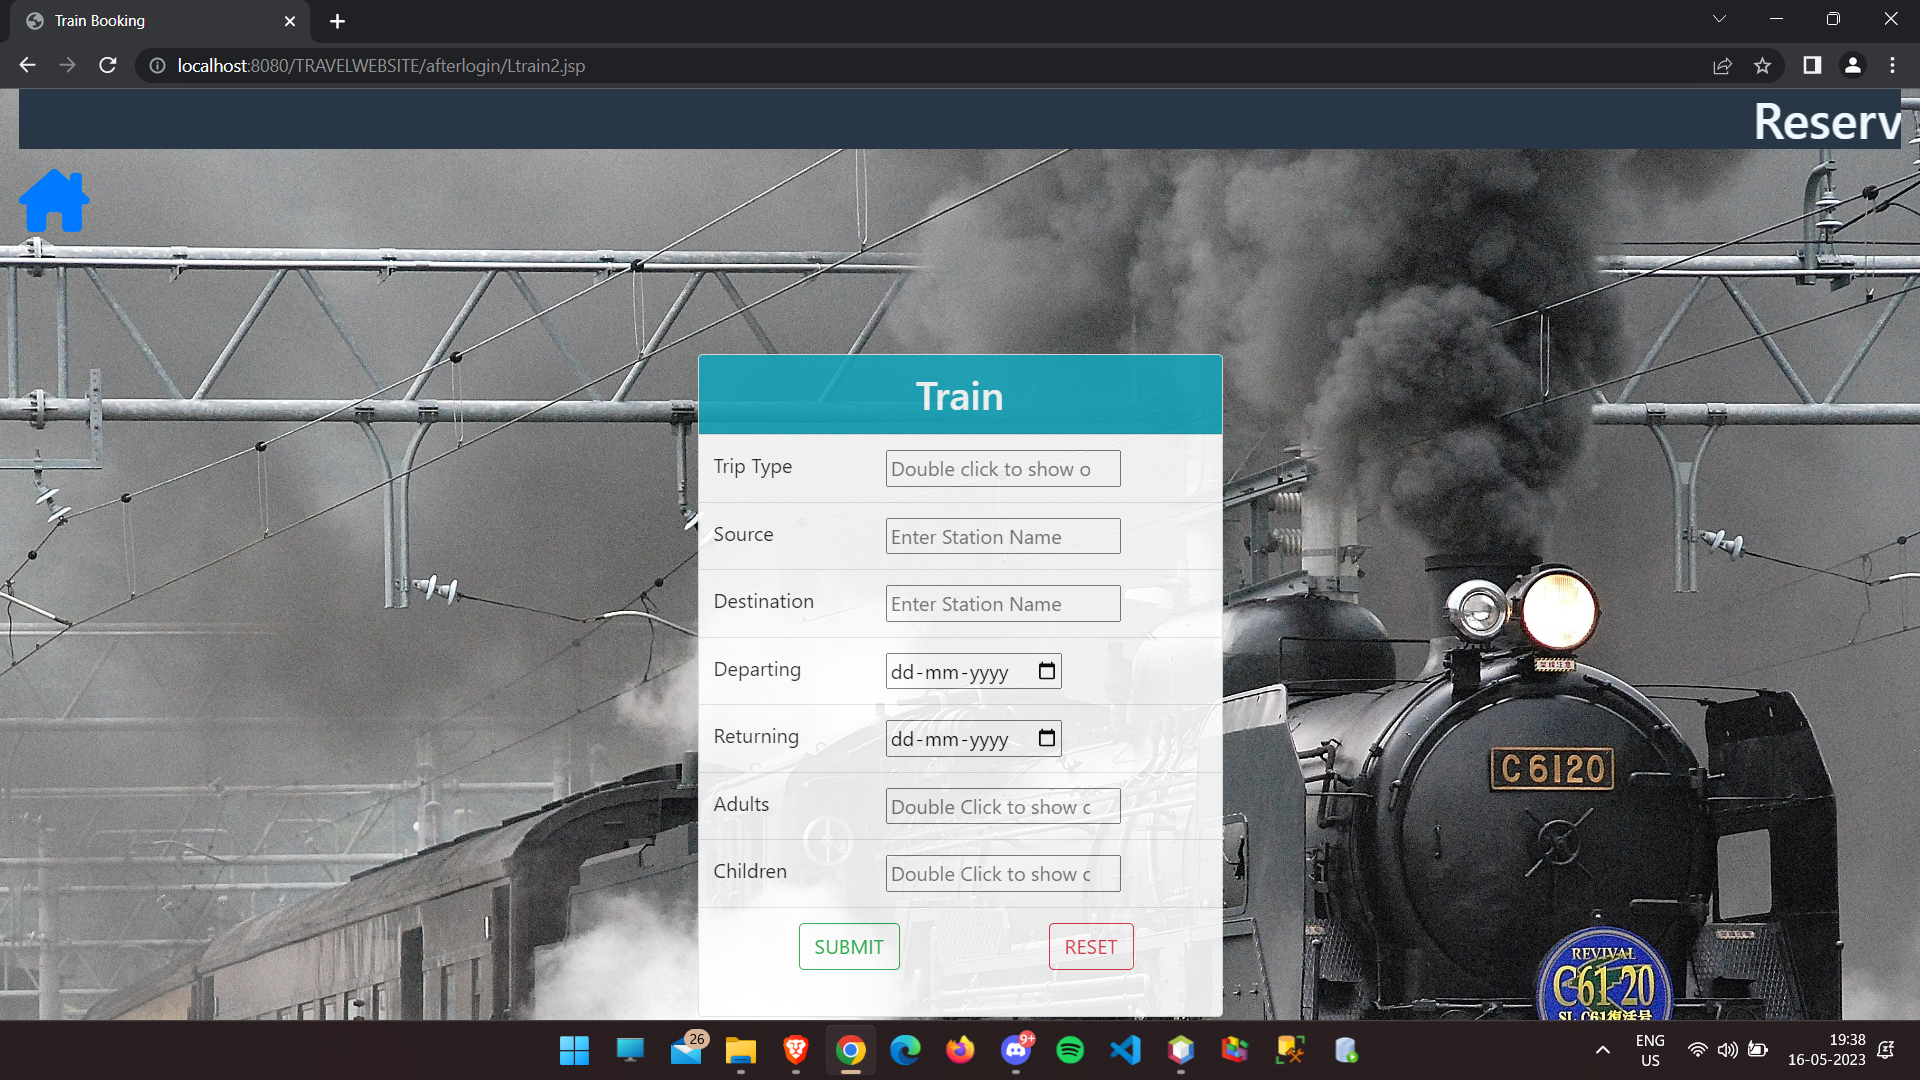 Train Booking
localhost:8080/TRAVELWEBSITE/afterlogin/Ltrain2.jsp
Reserv
Train
Trip Type
Double click to show o
Source
Enter Station Name
Destination
Enter Station Name
Departing
dd-mm-yyyy
Returning
dd-mm-yyyy
C6120
Adults
Double Click to show c
Children
Double Click to show c
SUBMIT
RESET
REVIVAL
C61 20
SL C61復活号
26
9+
ENG
US
19:38
16-05-2023